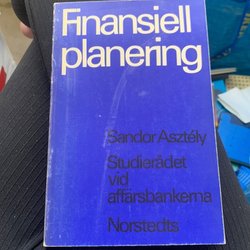 Finansiell
planering
Sandor Asztély
Studierådet
vid
affärsbankerna
Norstedts